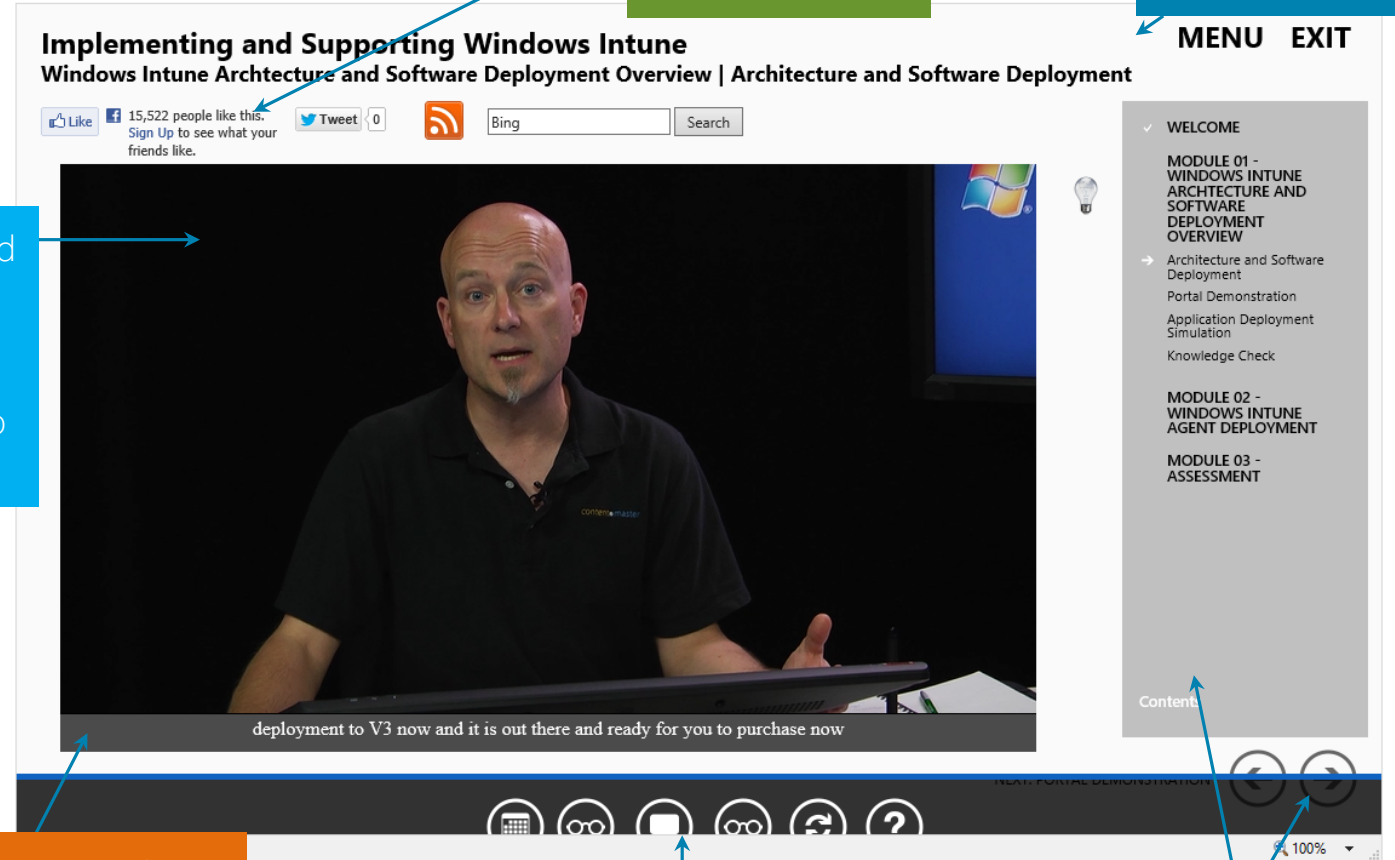 Implementing and Supporting Windows Intune
MENU EXIT
Windows Intune Archtecture and Software Deployment Overview | Architecture and Software Deployment
Like
15,522 people like this.
Sign Up to see what your
friends like.
Tweet 0
Bing
Search
d
o
content master
deployment to V3 now and it is out there and ready for you to purchase now
WELCOME
MODULE 01 -
WINDOWS INTUNE
ARCHTECTURE AND
SOFTWARE
DEPLOYMENT
OVERVIEW
Architecture and Software
Deployment
Portal Demonstration
Application Deployment
Simulation
Knowledge Check
MODULE 02 -
WINDOWS INTUNE
AGENT DEPLOYMENT
MODULE 03 -
ASSESSMENT
Contents
NEXT: PORTAL DEMONSTRATION
?
100%